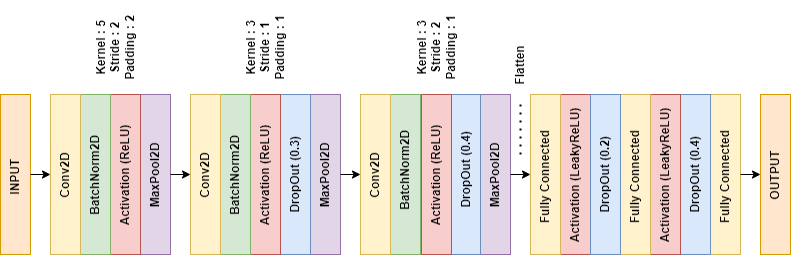 Kernel : 5
Stride : 2
Padding : 2
Kernel : 3
Stride : 1
Padding : 1
Kernel : 3
Stride : 2
Padding : 1
Flatten
INPUT
Conv2D
BatchNorm2D
Activation (ReLU)
MaxPool2D
Conv2D
BatchNorm2D
Activation (ReLU)
DropOut (0.3)
MaxPool2D
Conv2D
BatchNorm2D
Activation (ReLU)
DropOut (0.4)
MaxPool2D
Fully Connected
Activation (LeakyReLU)
DropOut (0.2)
Fully Connected
Activation (LeakyReLU)
DropOut (0.4)
Fully Connected
OUTPUT